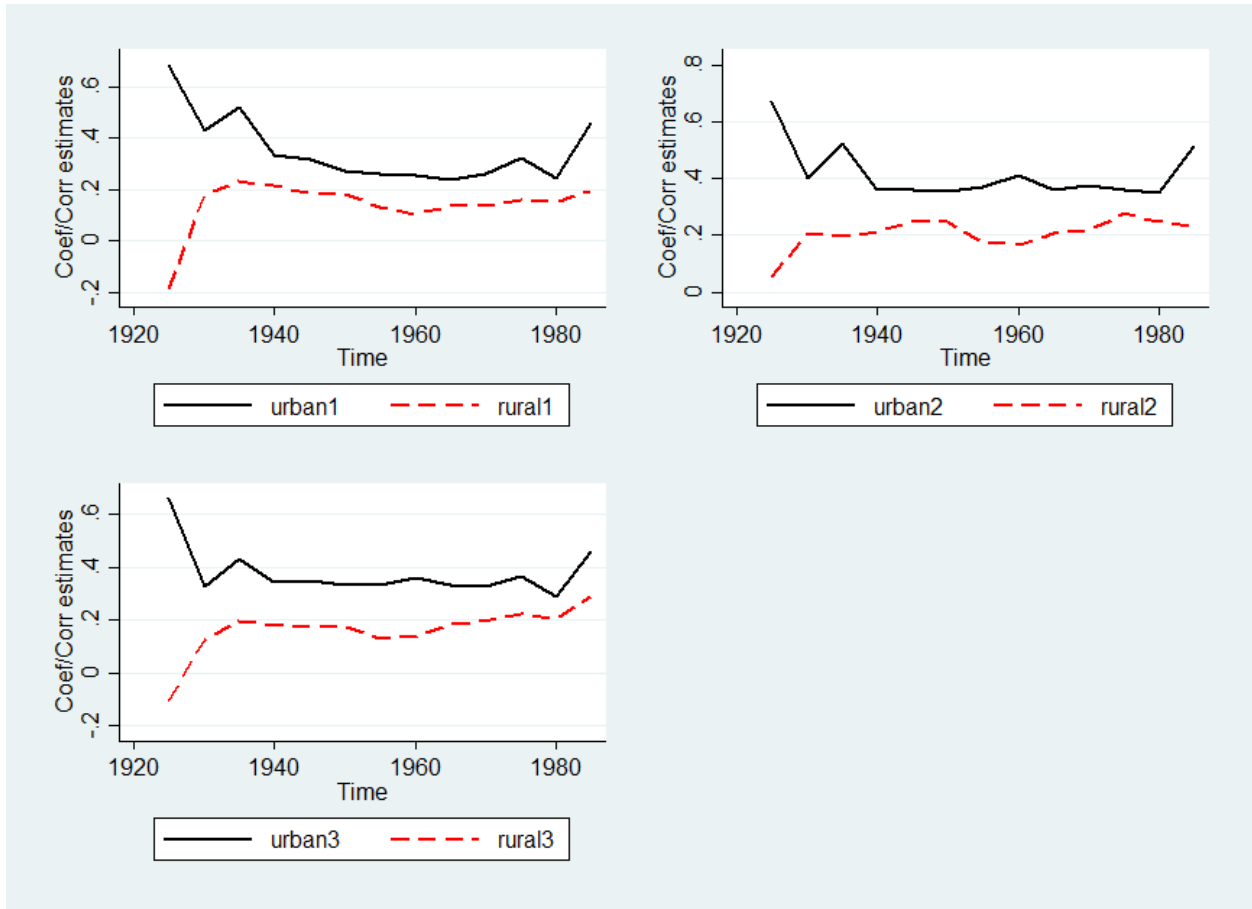 Coef/Corr estimates
.6
.4
.2
0
-.2
1920 1940 1960 1980
Time
urban1 rural1
Coef/Corr estimates
.8
.6
.4
.2
0
1920 1940 1960 1980
Time
urban2 rural2
Coef/Corr estimates
.6
.4
.2
0
-.2
1920 1940 1960 1980
Time
urban3 rural3